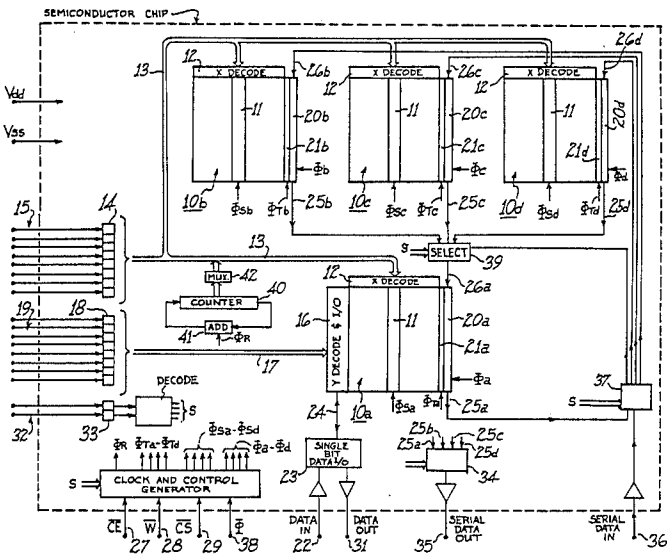 SEMICONDUCTOR CHIP
12 X DECODE 26b
12 X DECODE 26c
12 X DECODE 26d
13
11 20b
11 20c
11 20d
Vdd
Vss
21b
21c
21d
10b
10c
10d
Φb
Φc
Φd
ΦSb ΦTb 25b
ΦSc ΦTc 25c
ΦSd ΦTd 25d
15 14
13
S SELECT 39
MUX 42
COUNTER 40
ADD 41
ΦR
12 X DECODE 26a
19 18
17
16 Y DECODE & I/O
11 20a
21a
10a
Φa
ΦSa ΦTa 25a
37
S
32 33 DECODE S
24
SINGLE BIT DATA I/O
23
25b 25c
25a 25d
34
ΦR ΦTa-ΦTd ΦSa-ΦSd Φa-Φd
S CLOCK AND CONTROL GENERATOR
CE W CS Φ
27 28 29 38
DATA IN DATA OUT SERIAL DATA OUT SERIAL DATA IN
22 31 35 36